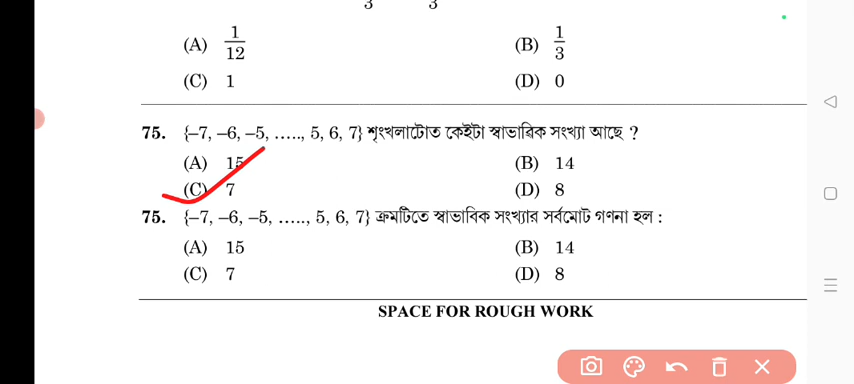 3 3
(A) 1/12 (B) 1/3
(C) 1 (D) 0
75. {–7, –6, –5, ....., 5, 6, 7} শৃংখলাটোত কেইটা স্বাভাৱিক সংখ্যা আছে ?
(A) 15 (B) 14
(C) 7 (D) 8
75. {–7, –6, –5, ....., 5, 6, 7} ক্রমটিতে স্বাভাবিক সংখ্যার সর্বমোট গণনা হল :
(A) 15 (B) 14
(C) 7 (D) 8
SPACE FOR ROUGH WORK